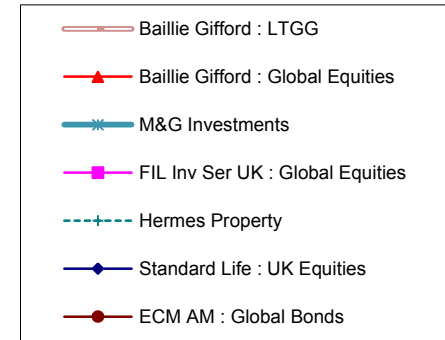 Baillie Gifford : LTGG
Baillie Gifford : Global Equities
M&G Investments
FIL Inv Ser UK : Global Equities
Hermes Property
Standard Life : UK Equities
ECM AM : Global Bonds